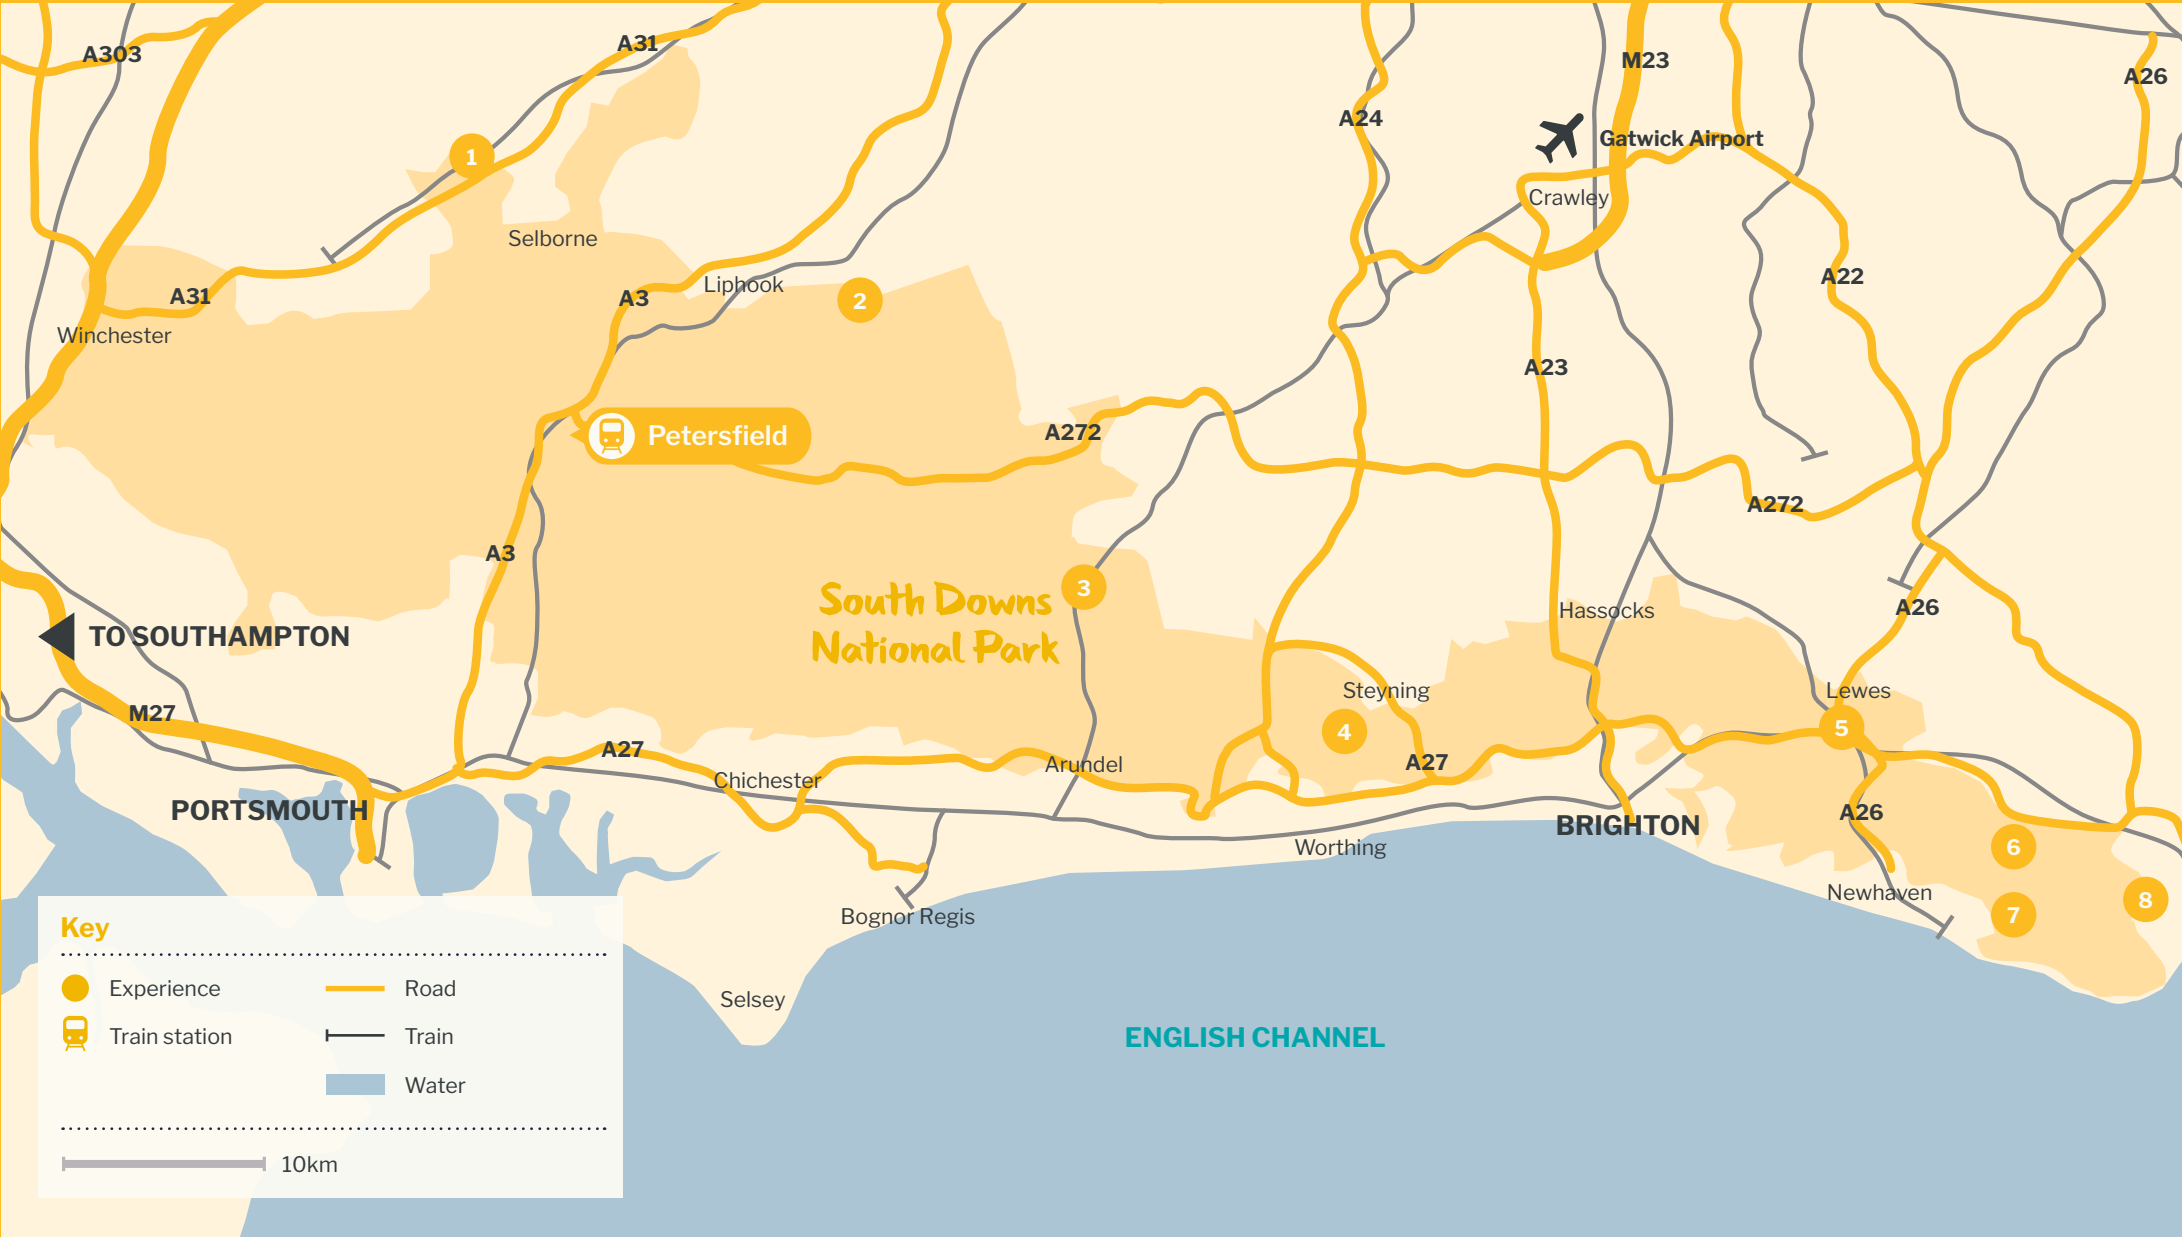 A303
A31
M23
A26
A24
Gatwick Airport
1
Crawley
Selborne
A22
Liphook
A31
A3
2
Winchester
A23
A272
Petersfield
A272
A3
3
South Downs
National Park
A26
Hassocks
TO SOUTHAMPTON
Steyning
Lewes
M27
4
5
A27
A27
Arundel
Chichester
PORTSMOUTH
A26
BRIGHTON
Worthing
6
Newhaven
8
7
Bognor Regis
Selsey
ENGLISH CHANNEL
Key
Experience
Road
Train station
Train
Water
10km